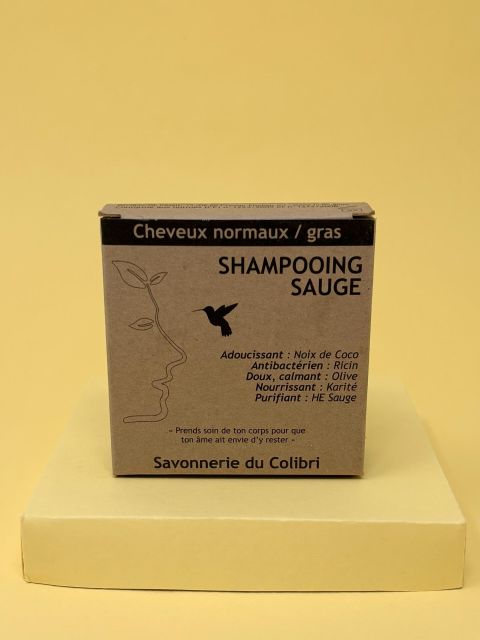 Cheveux normaux / gras
SHAMPOOING
SAUGE
Adoucissant : Noix de Coco
Antibactérien : Ricin
Doux, calmant : Olive
Nourrissant : Karité
Purifiant : HE Sauge
« Prends soin de ton corps pour que
ton âme ait envie d'y rester »
Savonnerie du Colibri